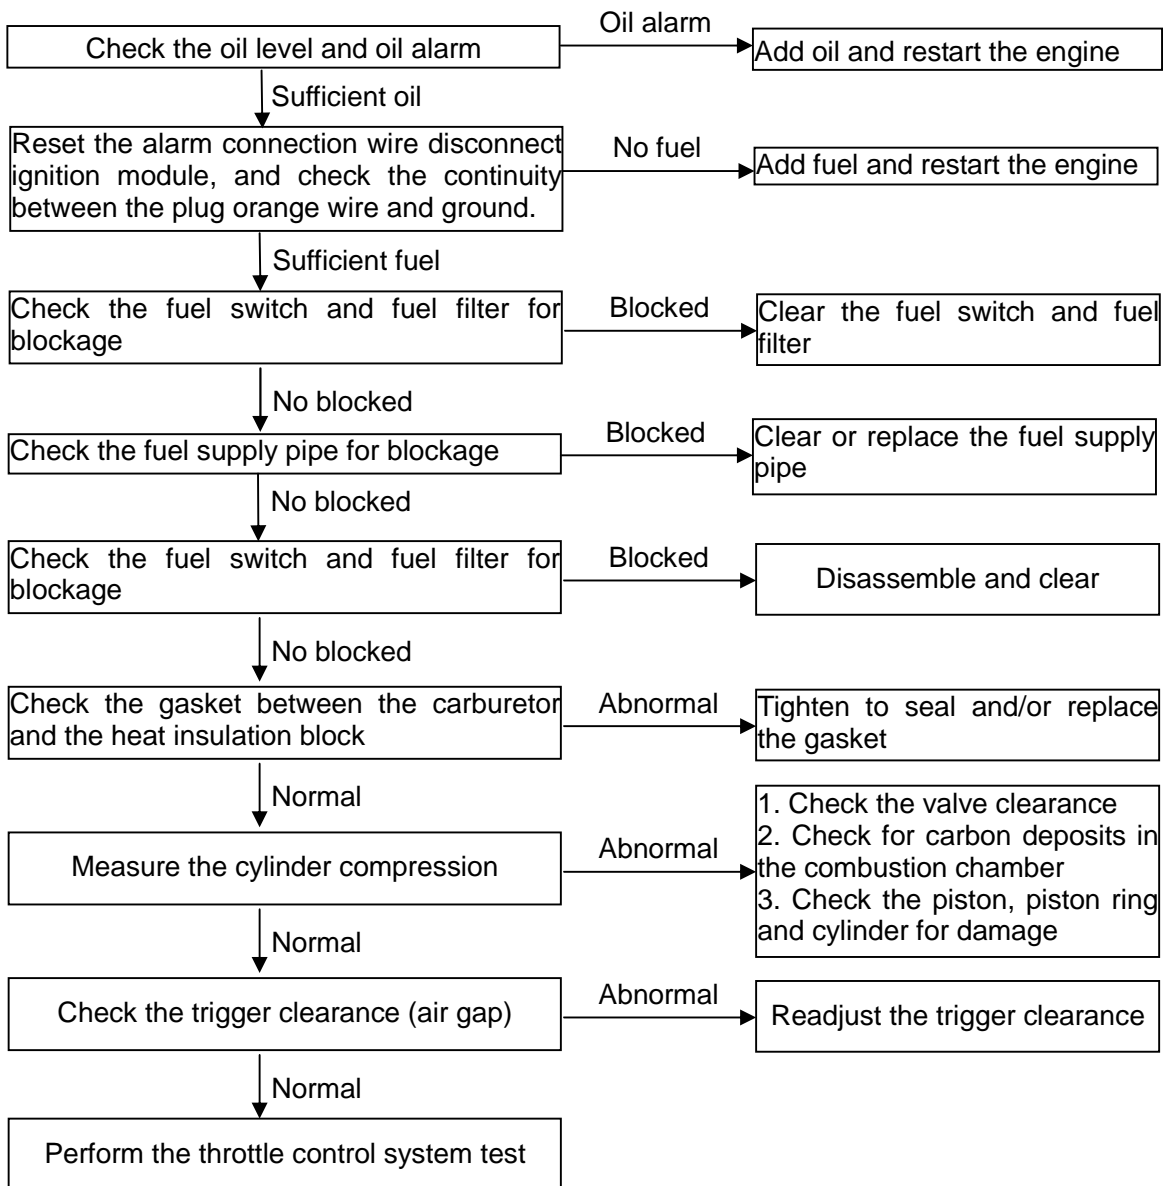 Oil alarm
Check the oil level and oil alarm
Add oil and restart the engine
Sufficient oil
Reset the alarm connection wire disconnect
ignition module, and check the continuity
between the plug orange wire and ground.
No fuel
Add fuel and restart the engine
Sufficient fuel
Check the fuel switch and fuel filter for
blockage
Blocked
Clear the fuel switch and fuel
filter
No blocked
Check the fuel supply pipe for blockage
Blocked
Clear or replace the fuel supply
pipe
No blocked
Check the fuel switch and fuel filter for
blockage
Blocked
Disassemble and clear
No blocked
Check the gasket between the carburetor
and the heat insulation block
Abnormal
Tighten to seal and/or replace
the gasket
Normal
Measure the cylinder compression
Abnormal
1. Check the valve clearance
2. Check for carbon deposits in
the combustion chamber
3. Check the piston, piston ring
and cylinder for damage
Normal
Check the trigger clearance (air gap)
Abnormal
Readjust the trigger clearance
Normal
Perform the throttle control system test